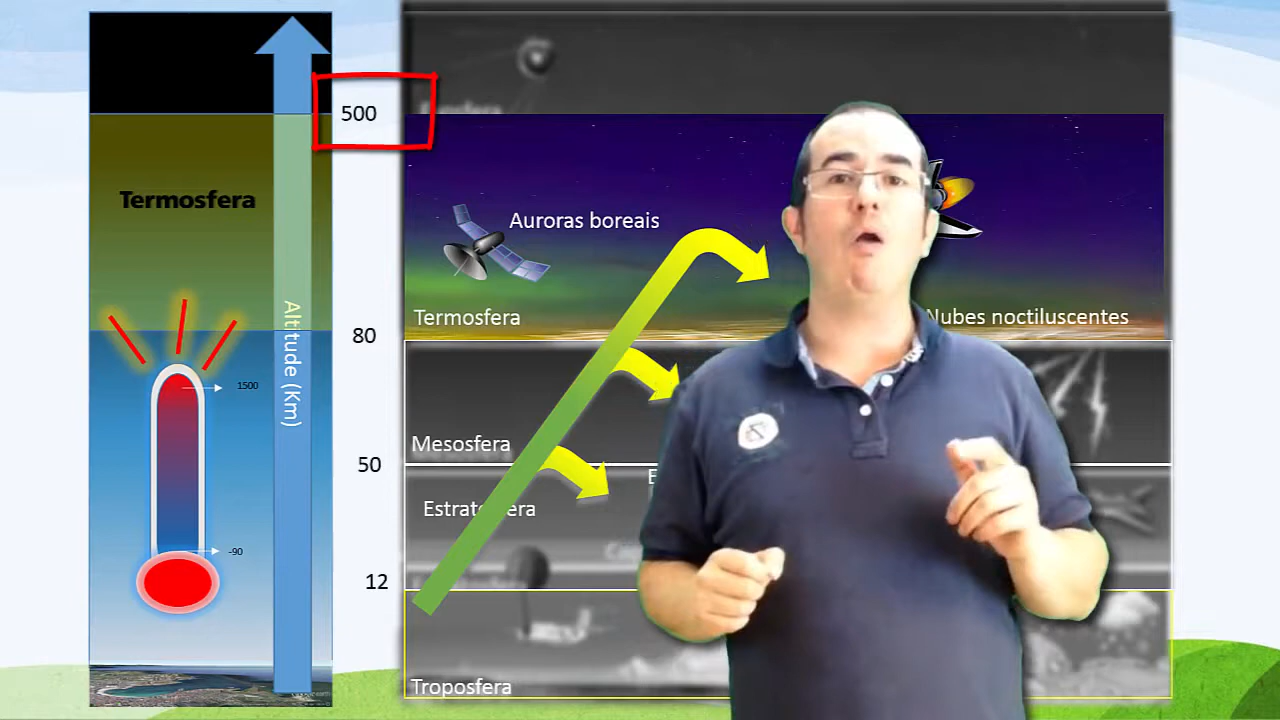 500
Termosfera
Auroras boreais
Altitude (Km)
Termosfera
Nubes noctiluscentes
80
1500
Mesosfera
50
-90
12
Troposfera